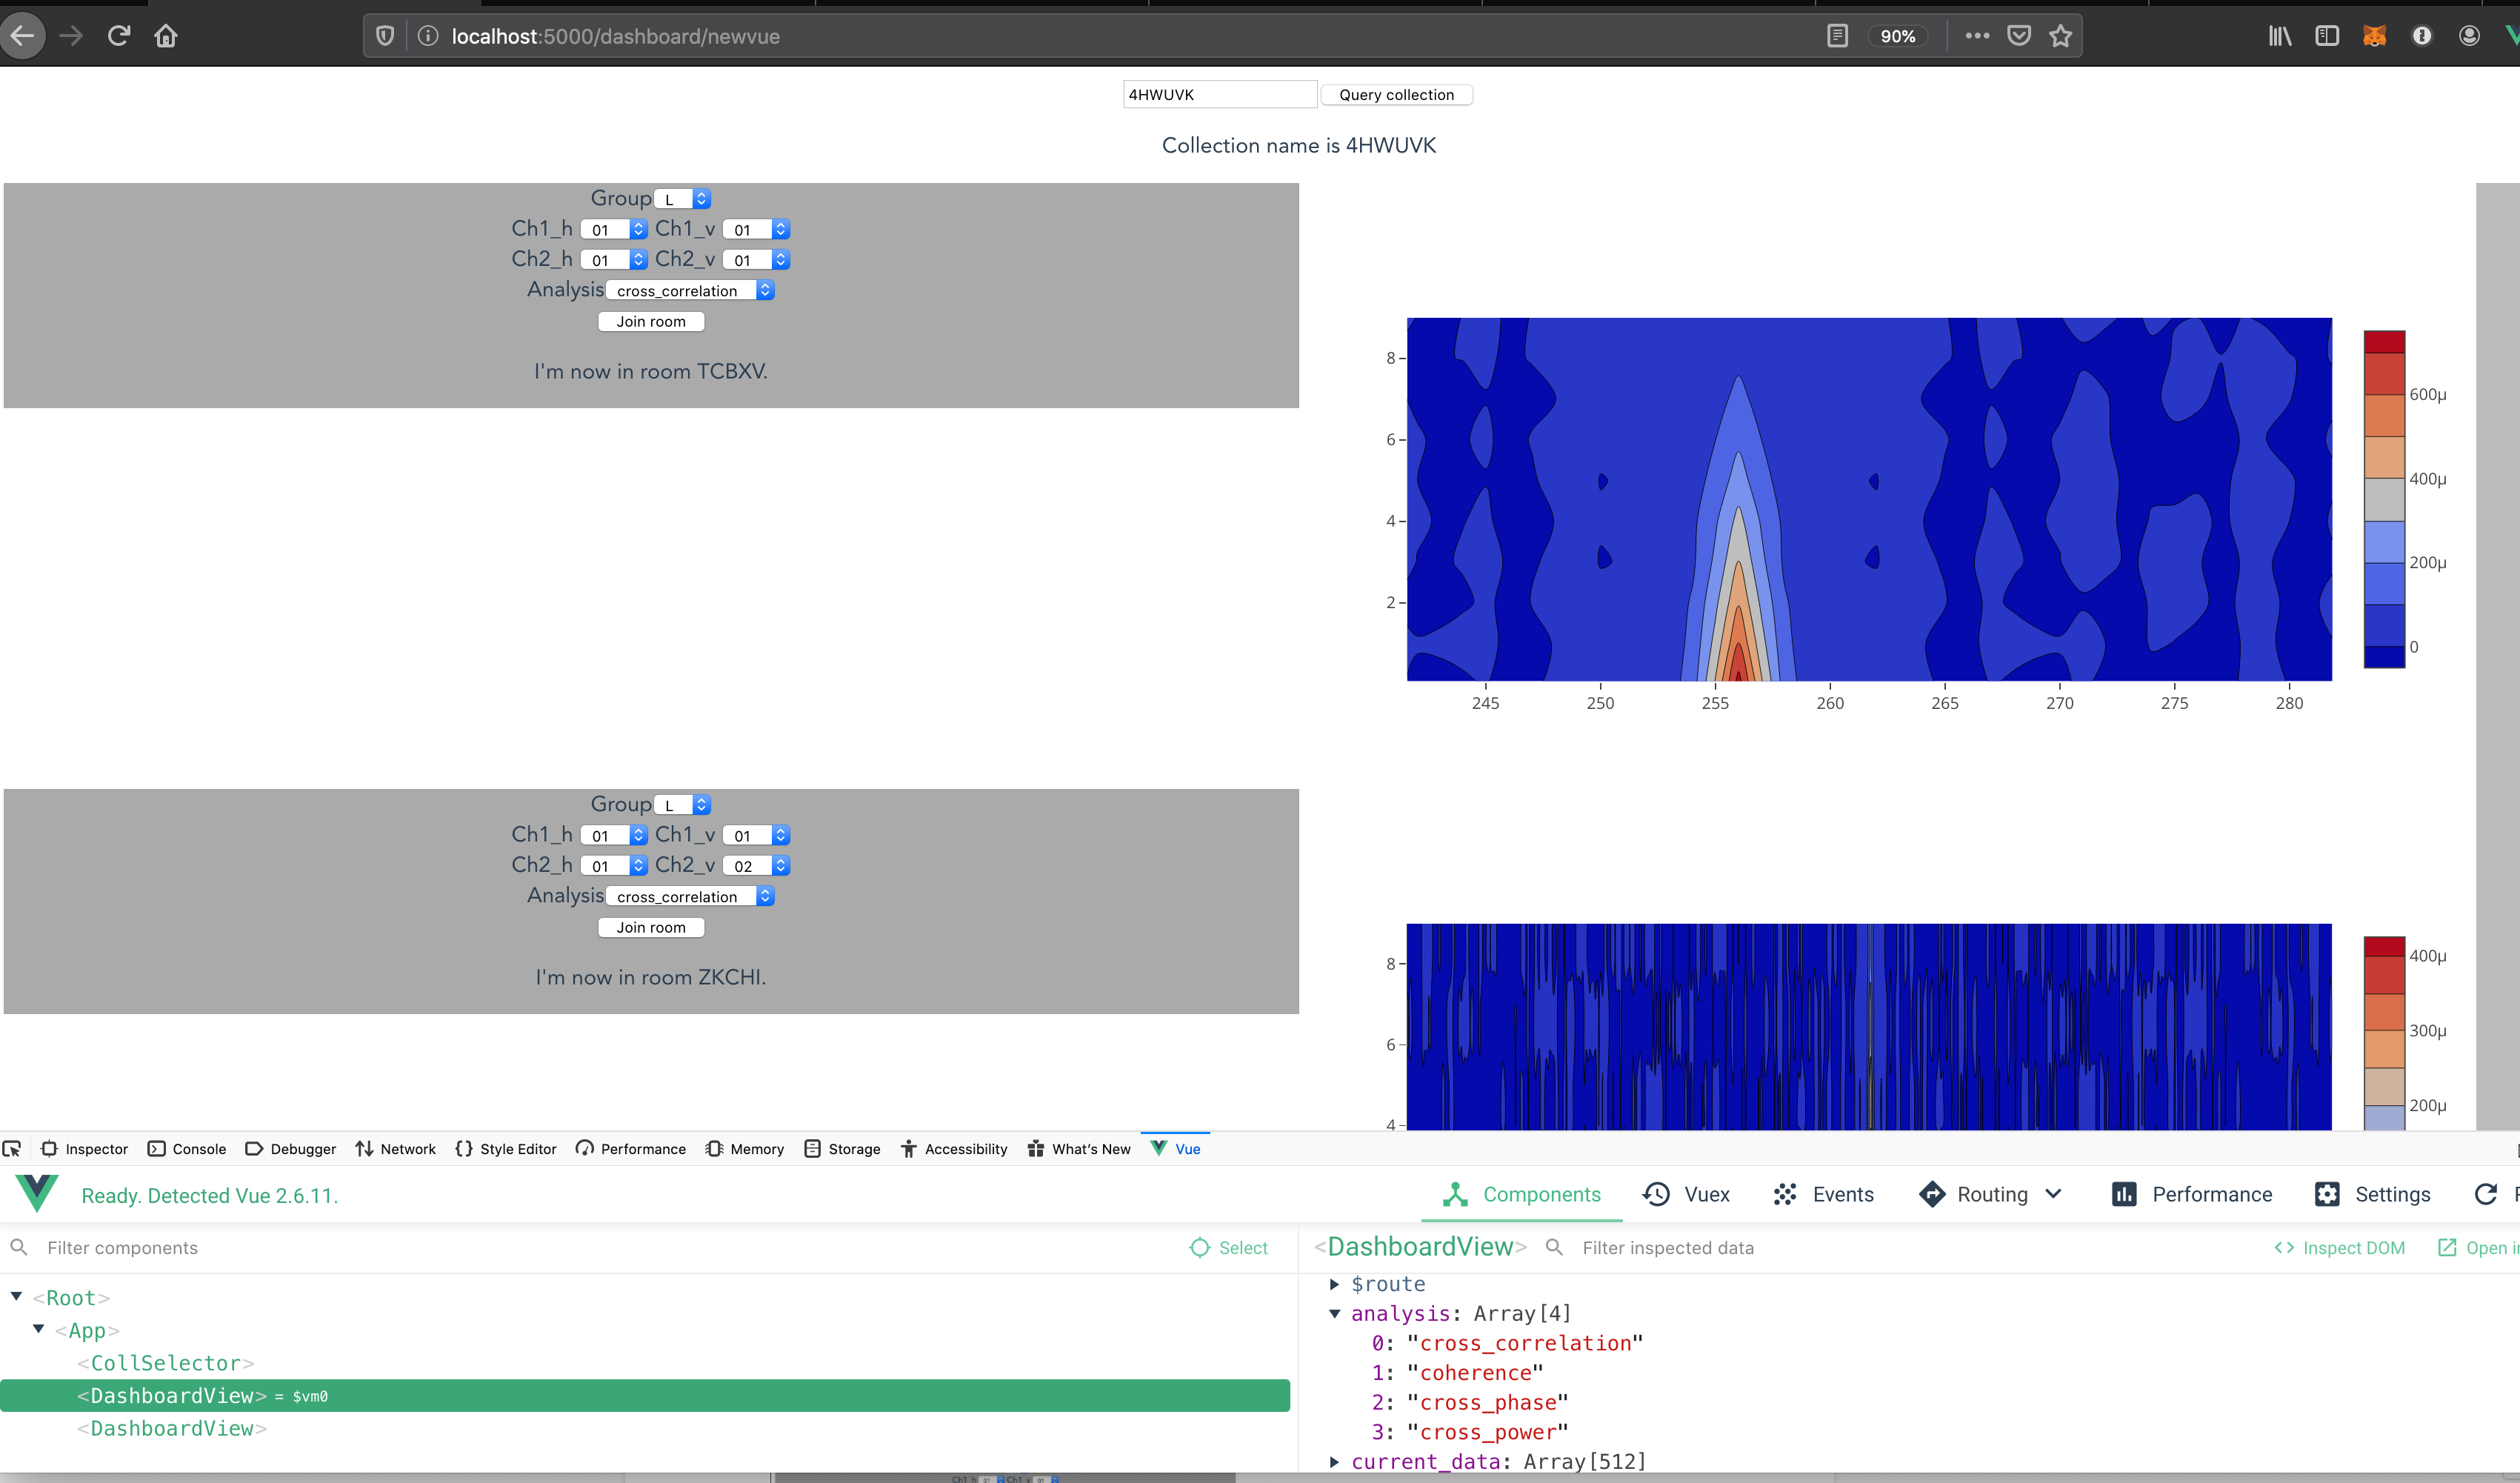 localhost:5000/dashboard/newvue
90%
4HWUVK Query collection
Collection name is 4HWUVK
Group L
Ch1_h 01 Ch1_v 01
Ch2_h 01 Ch2_v 01
Analysis cross_correlation
Join room
I'm now in room TCBXV.
8
6
4
2
245 250 255 260 265 270 275 280
600μ
400μ
200μ
0
Group L
Ch1_h 01 Ch1_v 01
Ch2_h 01 Ch2_v 02
Analysis cross_correlation
Join room
I'm now in room ZKCHI.
8
6
4
400μ
300μ
200μ
Inspector Console Debugger Network Style Editor Performance Memory Storage Accessibility What's New Vue
Ready. Detected Vue 2.6.11.
Components Vuex Events Routing Performance Settings
Filter components Select
<DashboardView> Filter inspected data Inspect DOM Open
<Root>
<App>
<CollSelector>
<DashboardView> = $vm0
<DashboardView>
$route
analysis: Array[4]
0: "cross_correlation"
1: "coherence"
2: "cross_phase"
3: "cross_power"
current_data: Array[512]
Ch1_h 01 Ch1_v 01